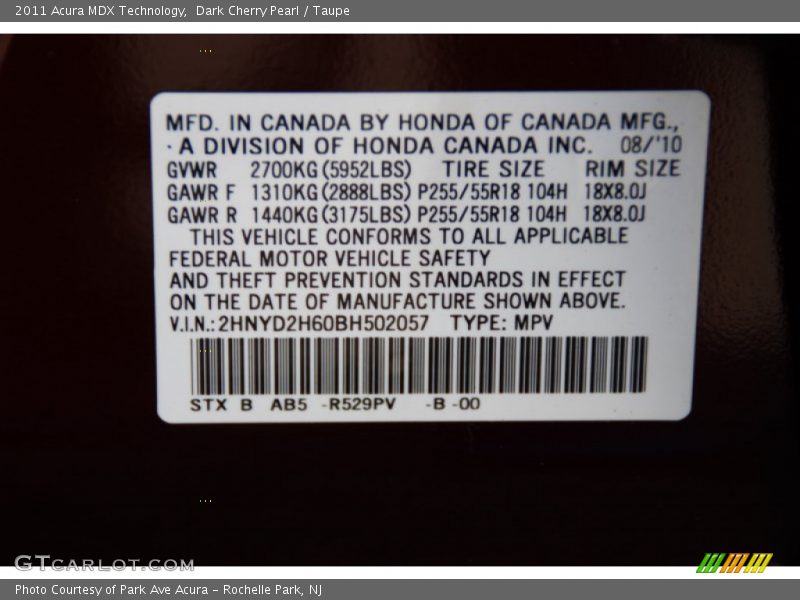 2011 Acura MDX Technology,  Dark Cherry Pearl / Taupe
MFD. IN CANADA BY HONDA OF CANADA MFG.,
A DIVISION OF HONDA CANADA INC. 08/'10
GVWR 2700KG(5952LBS) TIRE SIZE RIM SIZE
GAWR F 1310KG(2888LBS) P255/55R18 104H 18X8.0J
GAWR R 1440KG(3175LBS) P255/55R18 104H 18X8.0J
THIS VEHICLE CONFORMS TO ALL APPLICABLE
FEDERAL MOTOR VEHICLE SAFETY
AND THEFT PREVENTION STANDARDS IN EFFECT
ON THE DATE OF MANUFACTURE SHOWN ABOVE.
V.I.N.:2HNYD2H60BH502057 TYPE: MPV
STX B AB5 -R529PV -B -00
GTCARLOT.COM
Photo Courtesy of Park Ave Acura - Rochelle Park, NJ